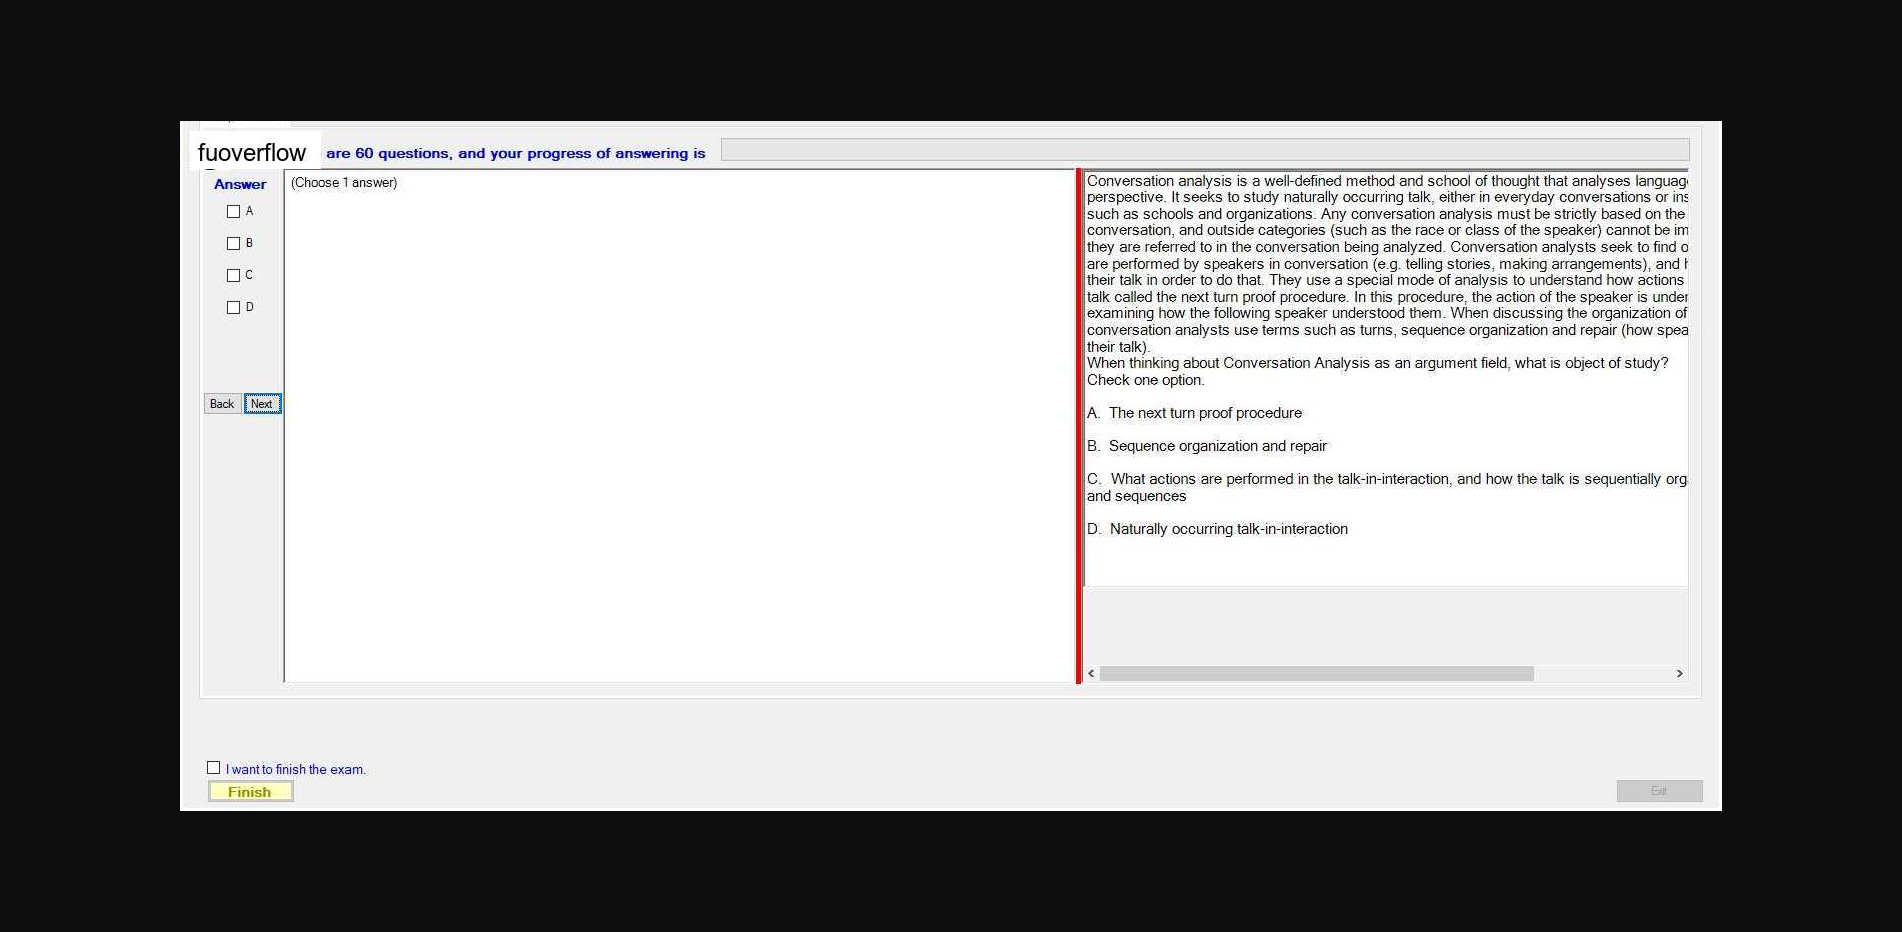 fuoverflow are 60 questions, and your progress of answering is
Answer
A
B
C
D
Back Next
(Choose 1 answer)
Conversation analysis is a well-defined method and school of thought that analyses languag
perspective. It seeks to study naturally occurring talk, either in everyday conversations or ins
such as schools and organizations. Any conversation analysis must be strictly based on the
conversation, and outside categories (such as the race or class of the speaker) cannot be im
they are referred to in the conversation being analyzed. Conversation analysts seek to find o
are performed by speakers in conversation (e.g. telling stories, making arrangements), and h
their talk in order to do that. They use a special mode of analysis to understand how actions
talk called the next turn proof procedure. In this procedure, the action of the speaker is under
examining how the following speaker understood them. When discussing the organization of
conversation analysts use terms such as turns, sequence organization and repair (how spea
their talk).
When thinking about Conversation Analysis as an argument field, what is object of study?
Check one option.
A. The next turn proof procedure
B. Sequence organization and repair
C. What actions are performed in the talk-in-interaction, and how the talk is sequentially org
and sequences
D. Naturally occurring talk-in-interaction
I want to finish the exam.
Finish
Exit